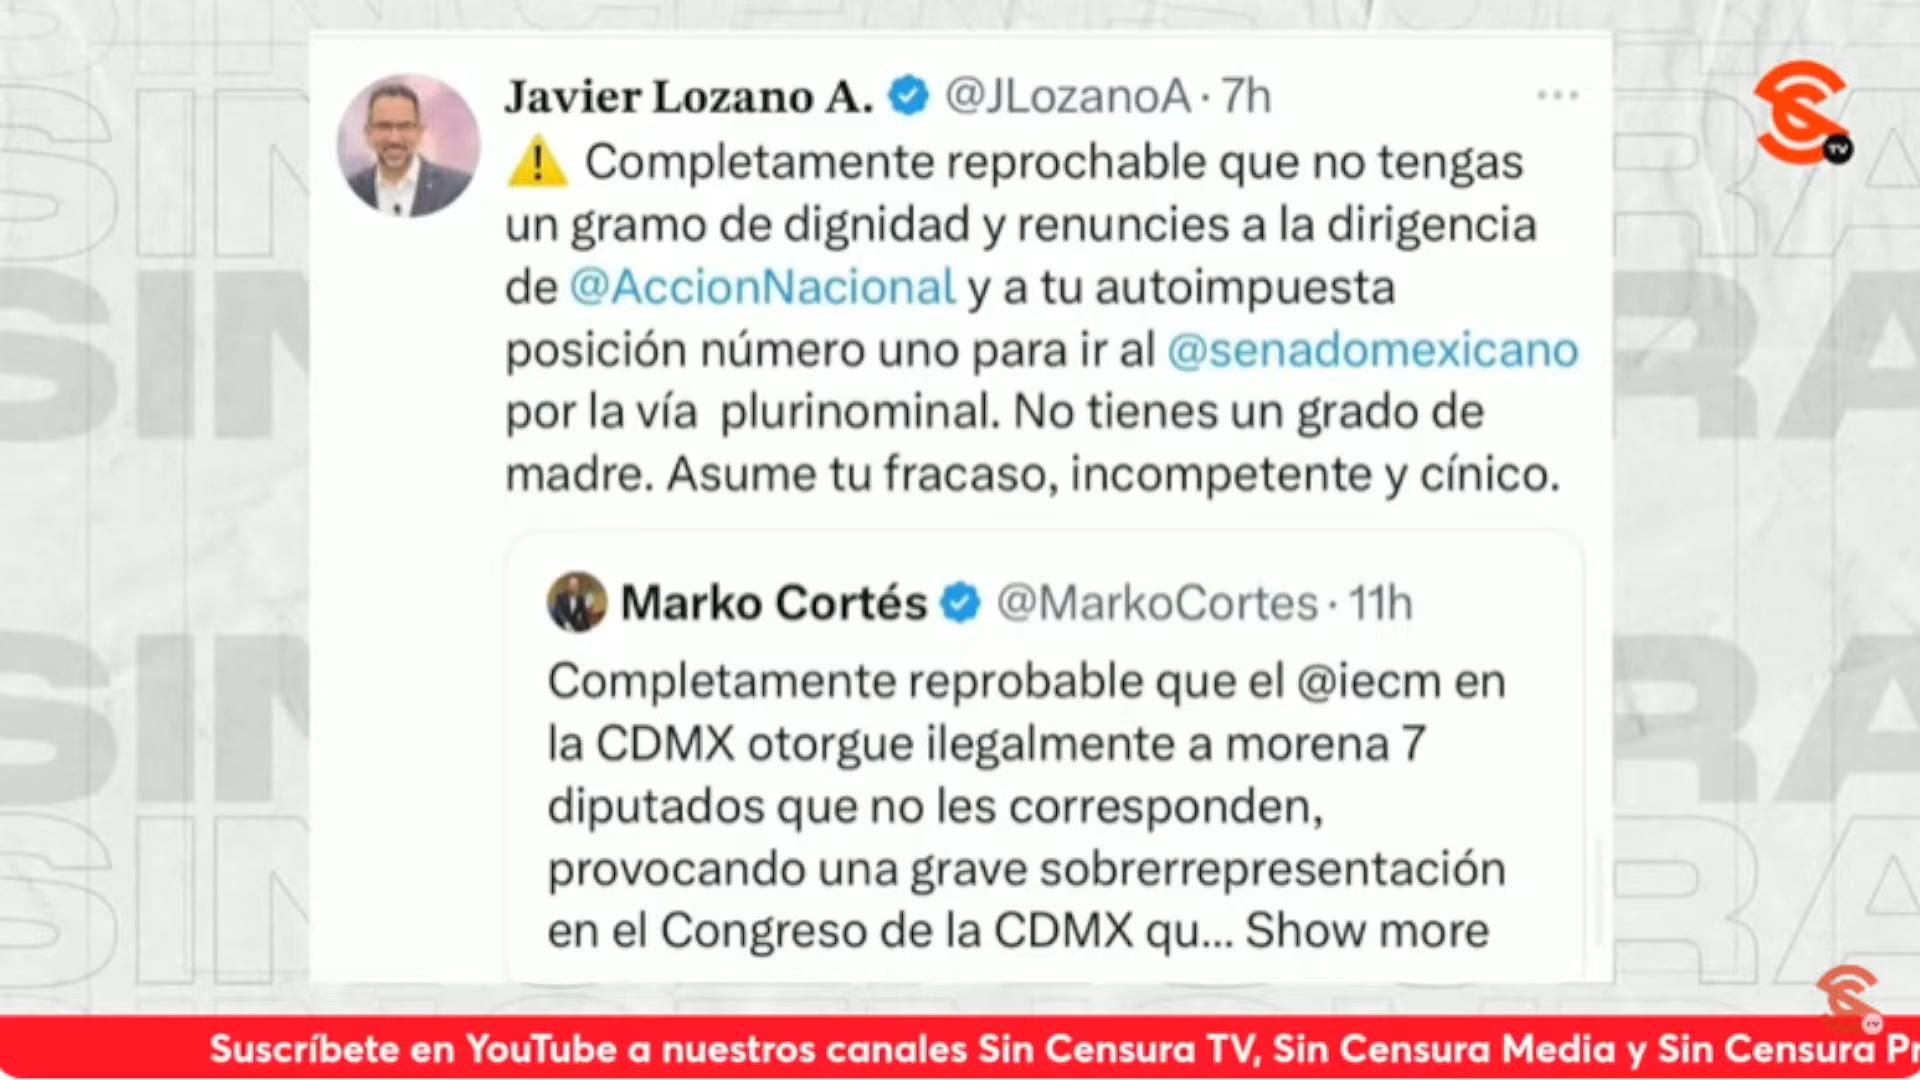 Javier Lozano A. @JLozanoA · 7h
⚠️ Completamente reprochable que no tengas
un gramo de dignidad y renuncies a la dirigencia
de @AccionNacional y a tu autoimpuesta
posición número uno para ir al @senadomexicano
por la vía plurinominal. No tienes un grado de
madre. Asume tu fracaso, incompetente y cínico.
Marko Cortés @MarkoCortes · 11h
Completamente reprobable que el @iecm en
la CDMX otorgue ilegalmente a morena 7
diputados que no les corresponden,
provocando una grave sobrerrepresentación
en el Congreso de la CDMX qu... Show more
TV
TV
Suscríbete en YouTube a nuestros canales Sin Censura TV, Sin Censura Media y Sin Censura Pr